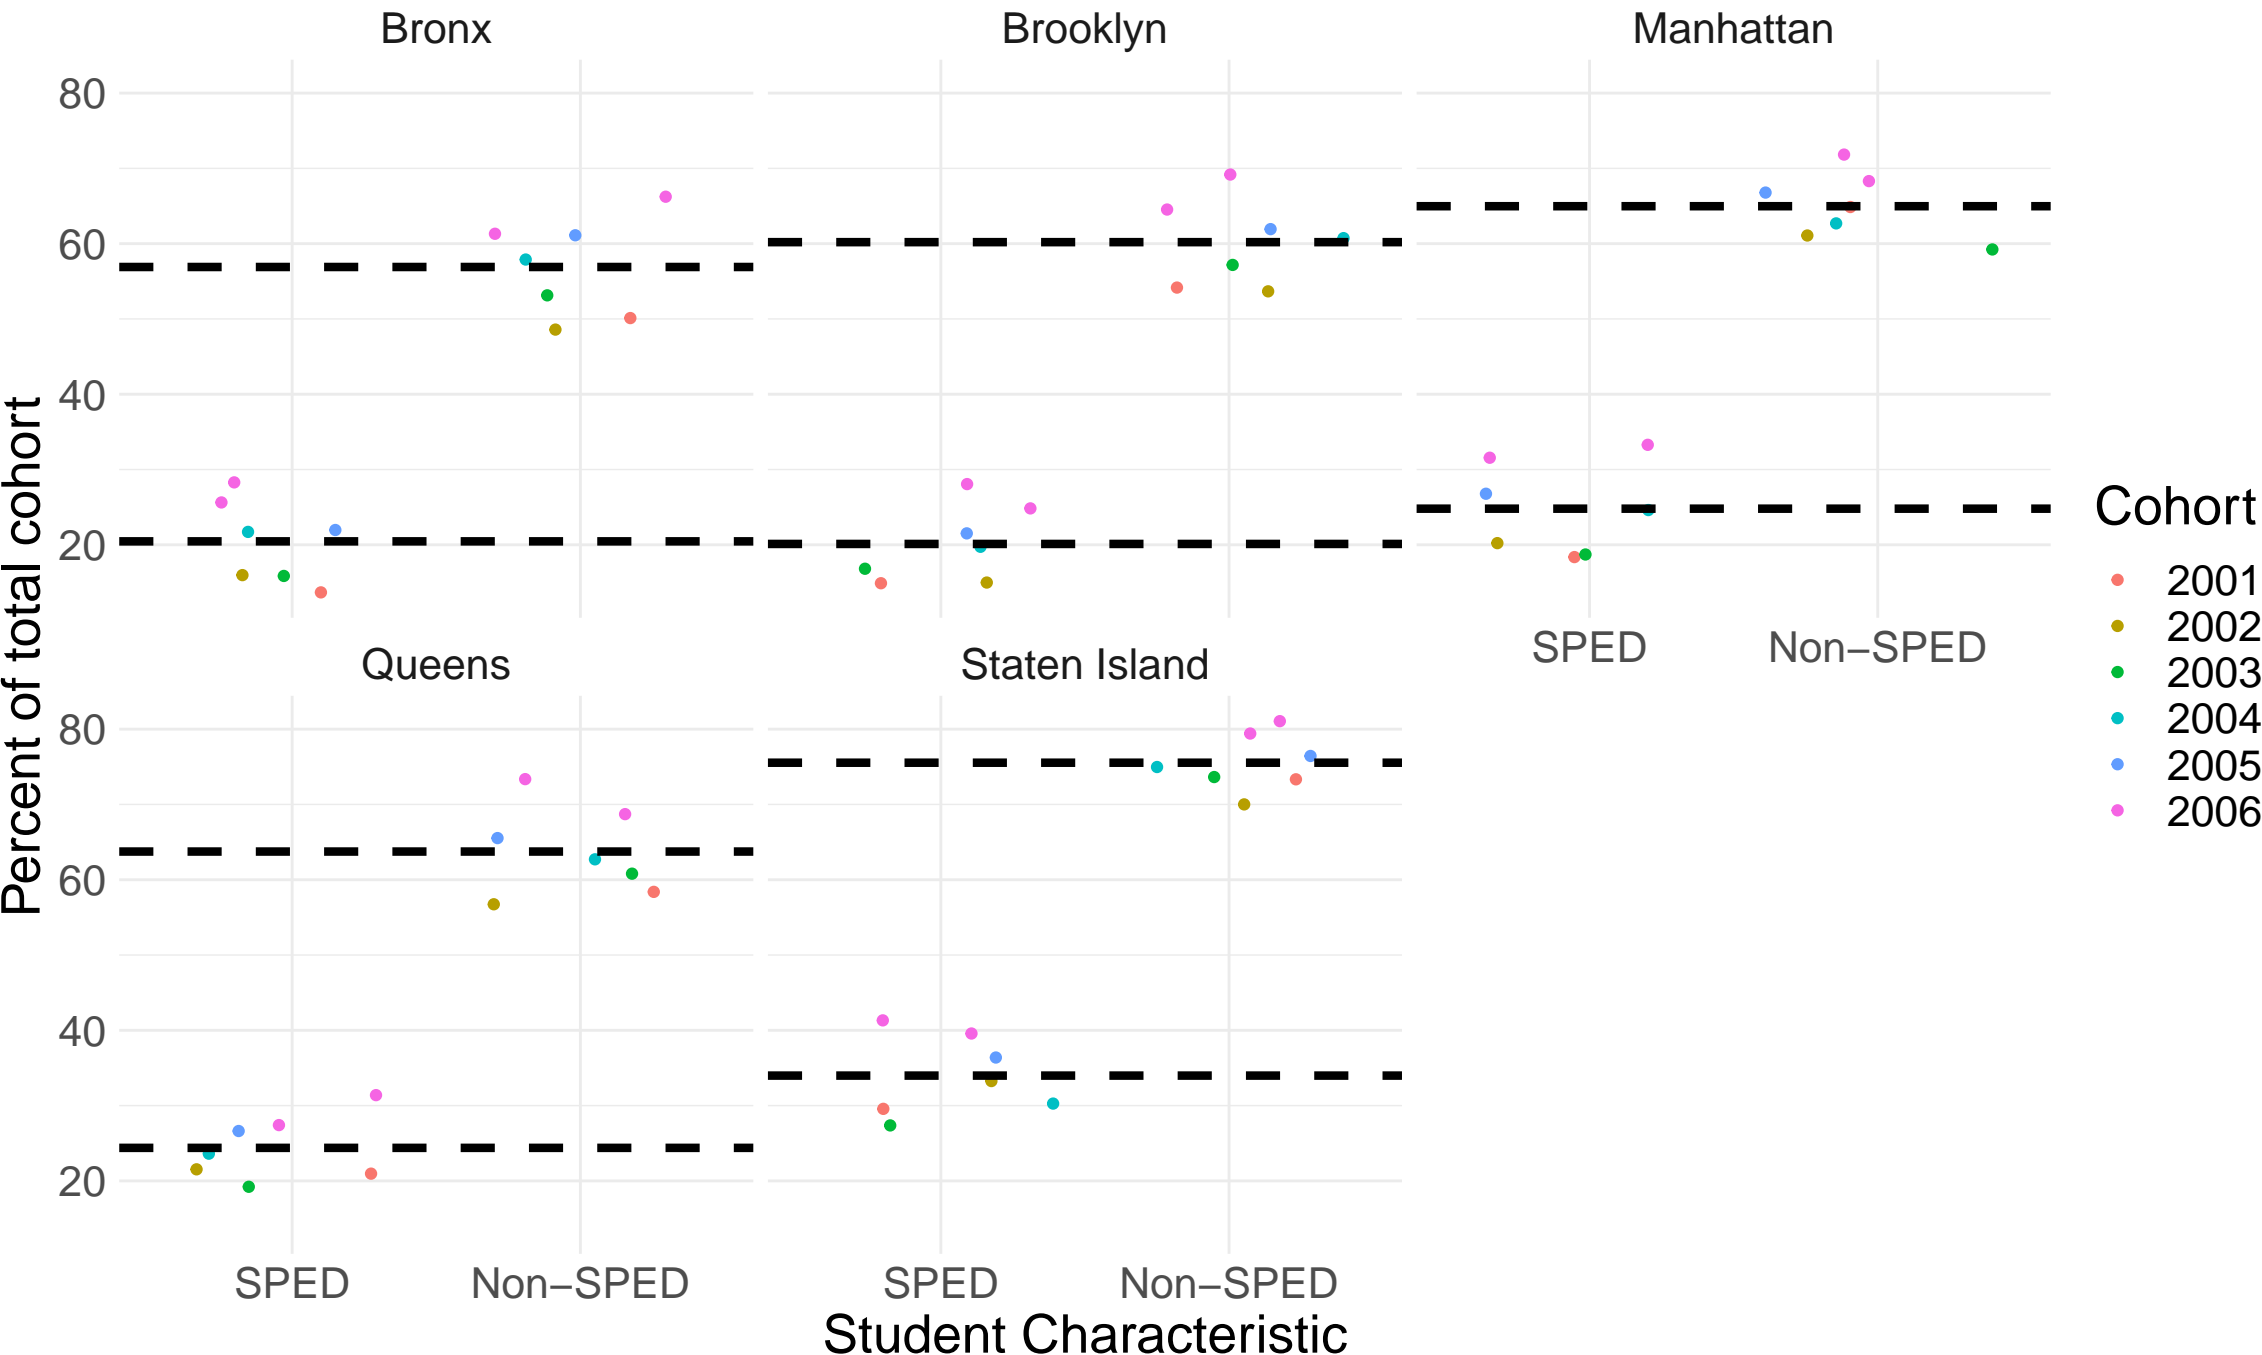 Bronx
Brooklyn
Manhattan
80
60
40
20
SPED
Non−SPED
Queens
Staten Island
80
60
40
20
SPED
Non−SPED
SPED
Non−SPED
Student Characteristic
Percent of total cohort
Cohort
2001
2002
2003
2004
2005
2006